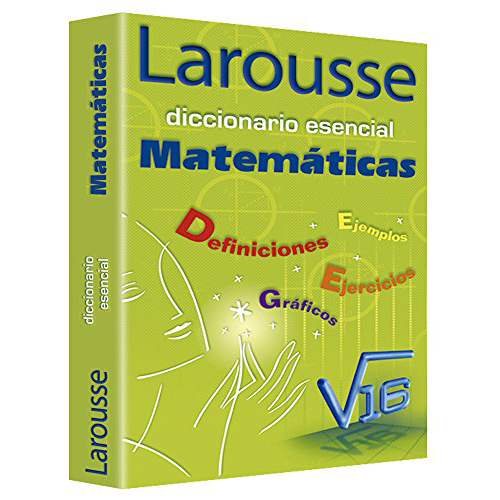 Larousse
diccionario esencial
Matemáticas
Definiciones
Ejemplos
Ejercicios
Gráficos
√16
Matemáticas
diccionario
esencial
Larousse